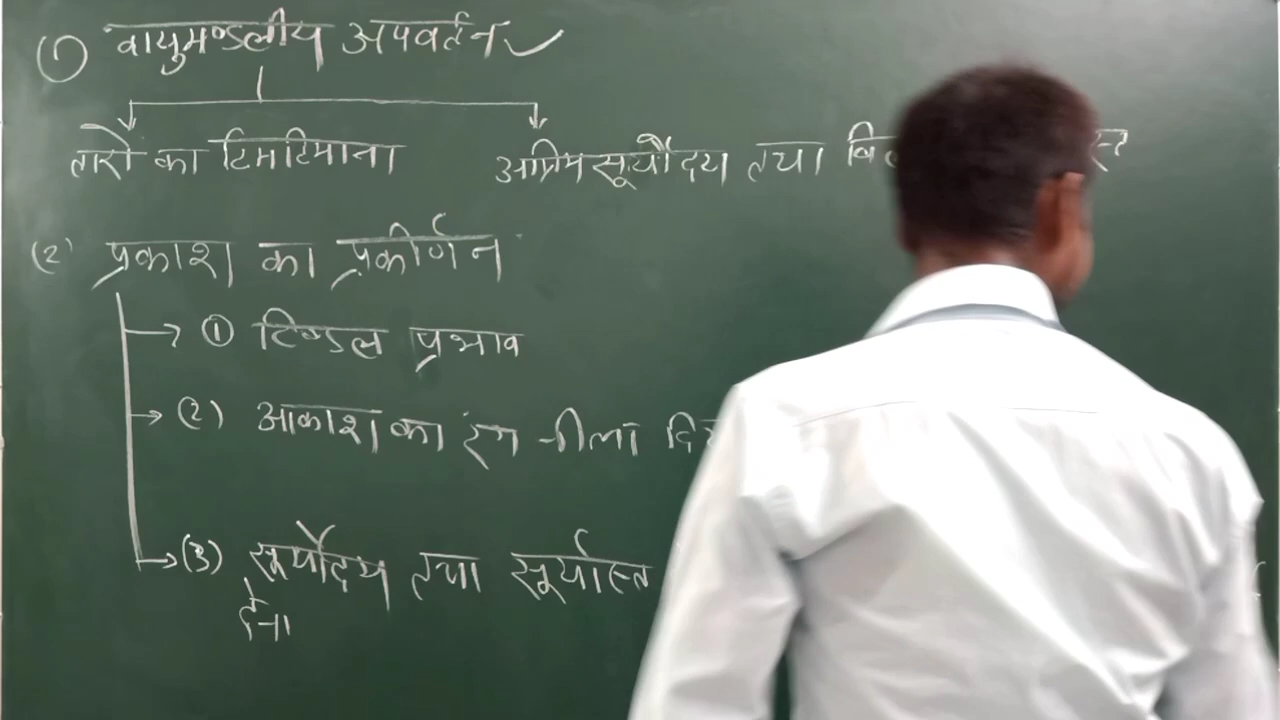 (1) वायुमण्डलीय अपवर्तन
तारों का टिमटिमाना
अग्रिम सूर्योदय तथा
(2) प्रकाश का प्रकीर्णन
① टिण्डल प्रभाव
(2) आकाश का रंग नीला
(3) सूर्योदय तथा सूर्यास्त
देना